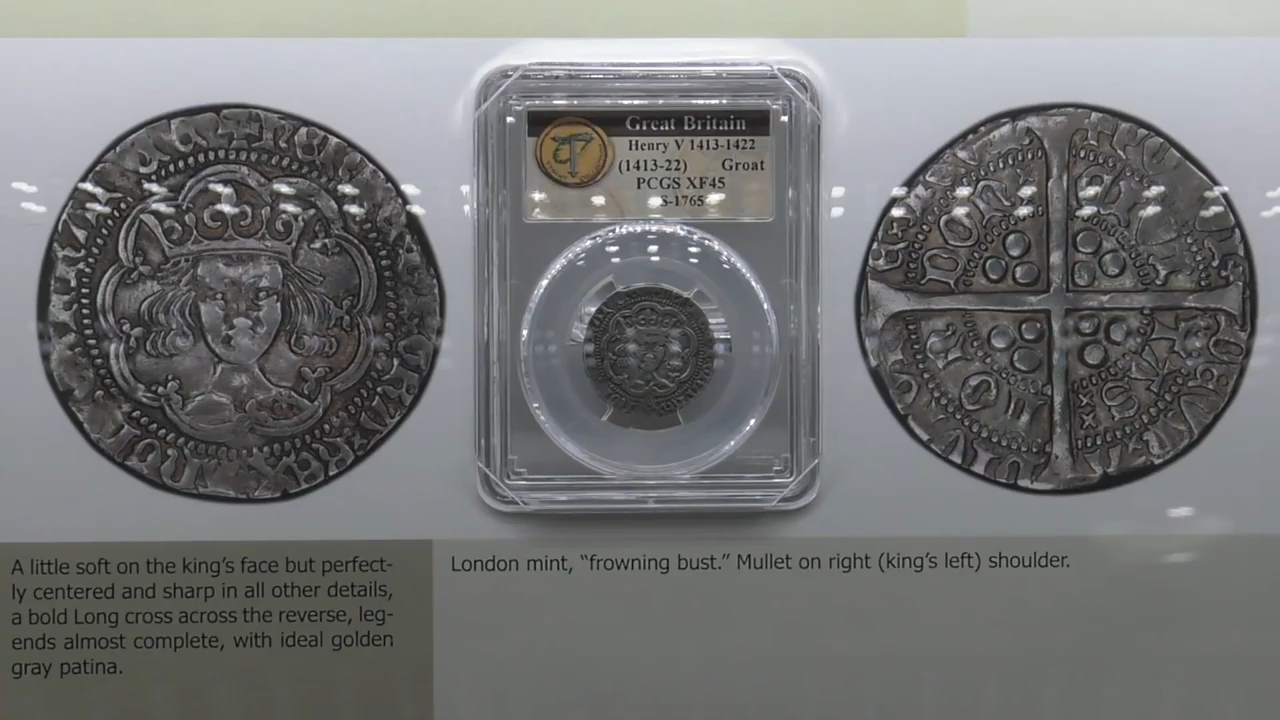 Great Britain
Henry V 1413-1422
(1413-22) Groat
PCGS XF45
S-1765
A little soft on the king's face but perfect-
ly centered and sharp in all other details,
a bold Long cross across the reverse, leg-
ends almost complete, with ideal golden
gray patina.
London mint, “frowning bust.” Mullet on right (king's left) shoulder.